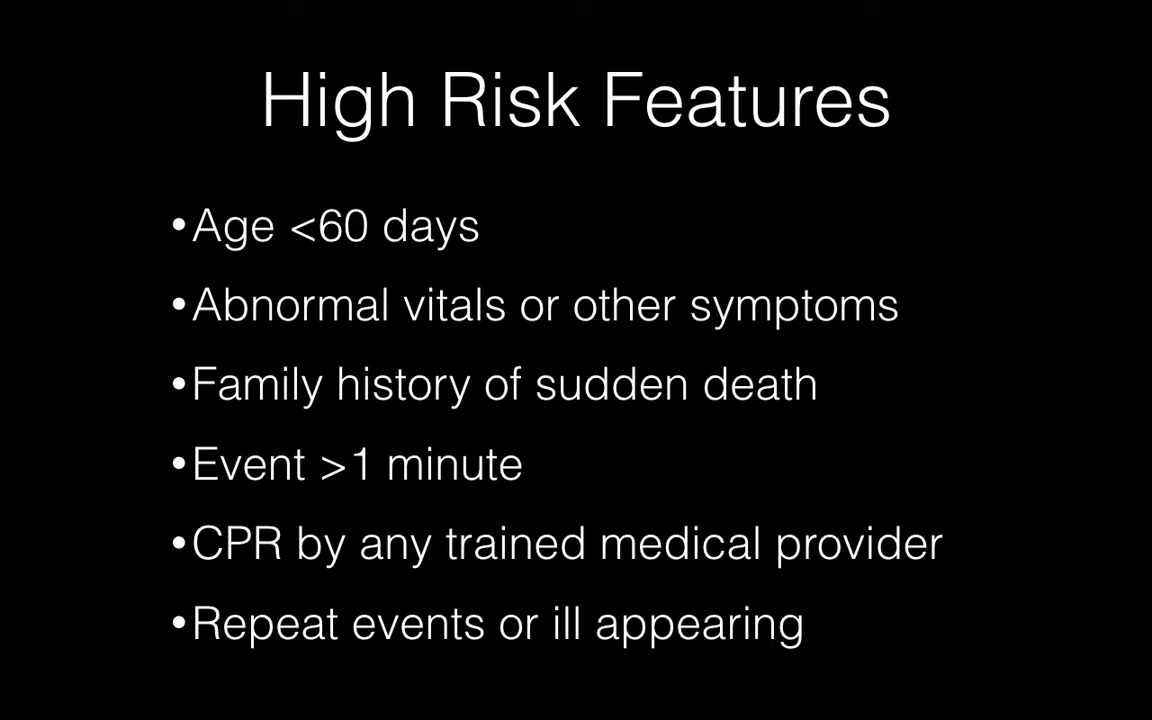 High Risk Features
•Age <60 days
•Abnormal vitals or other symptoms
•Family history of sudden death
•Event >1 minute
•CPR by any trained medical provider
•Repeat events or ill appearing